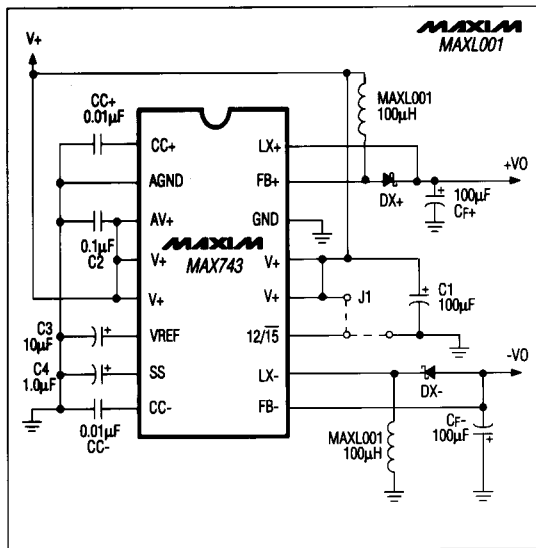 MAXIM
MAXL001
V+
CC+
0.01µF
MAXL001
100µH
CC+
LX+
+VO
AGND
FB+
DX+
100µF
CF+
AV+
GND
0.1µF
C2
MAXIM
MAX743
V+
V+
V+
V+
J1
C1
100µF
C3
10µF
VREF
12/15
C4
1.0µF
SS
LX-
-VO
DX-
CC-
FB-
0.01µF
CC-
MAXL001
100µH
CF-
100µF